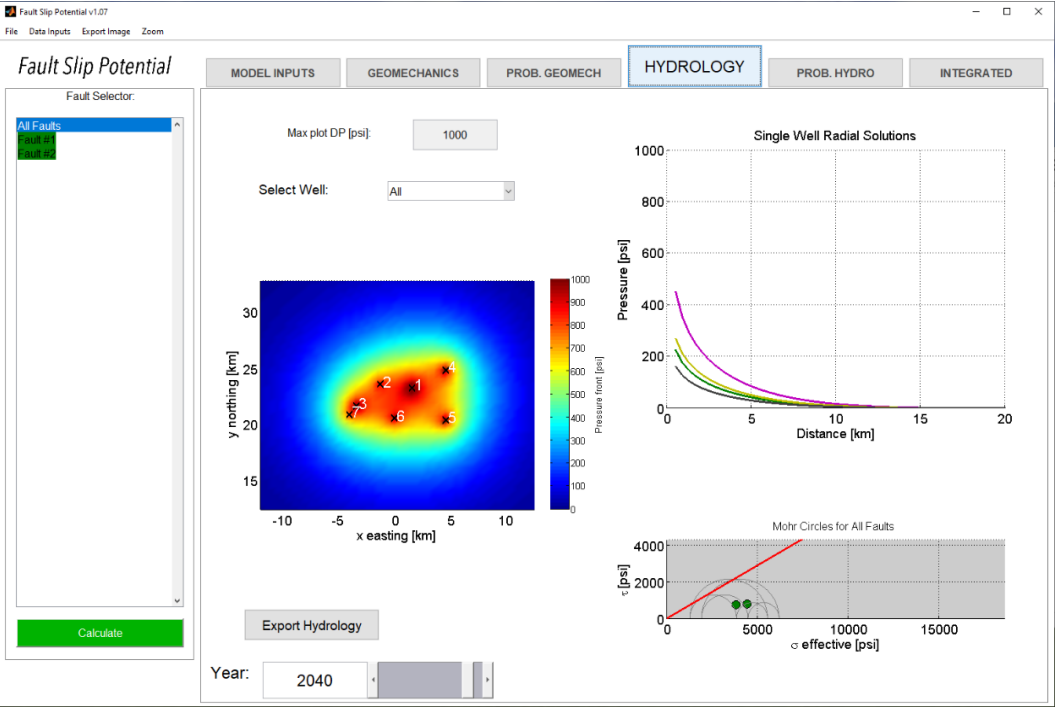 Fault Slip Potential v1.07
File Data Inputs Export Image Zoom
Fault Slip Potential
MODEL INPUTS
GEOMECHANICS
PROB. GEOMECH
HYDROLOGY
PROB. HYDRO
INTEGRATED
Fault Selector:
All Faults
Fault #1
Fault #2
Calculate
Max plot DP [psi]:
1000
Select Well:
All
30
25
20
15
y northing [km]
-10 -5 0 5 10
x easting [km]
1
2
3
4
5
6
7
1000
900
800
700
600
500
400
300
200
100
0
Pressure front [psi]
Export Hydrology
Year:
2040
Single Well Radial Solutions
1000
800
600
400
200
0
Pressure [psi]
0 5 10 15 20
Distance [km]
Mohr Circles for All Faults
4000
2000
0
τ [psi]
0 5000 10000 15000
σ effective [psi]